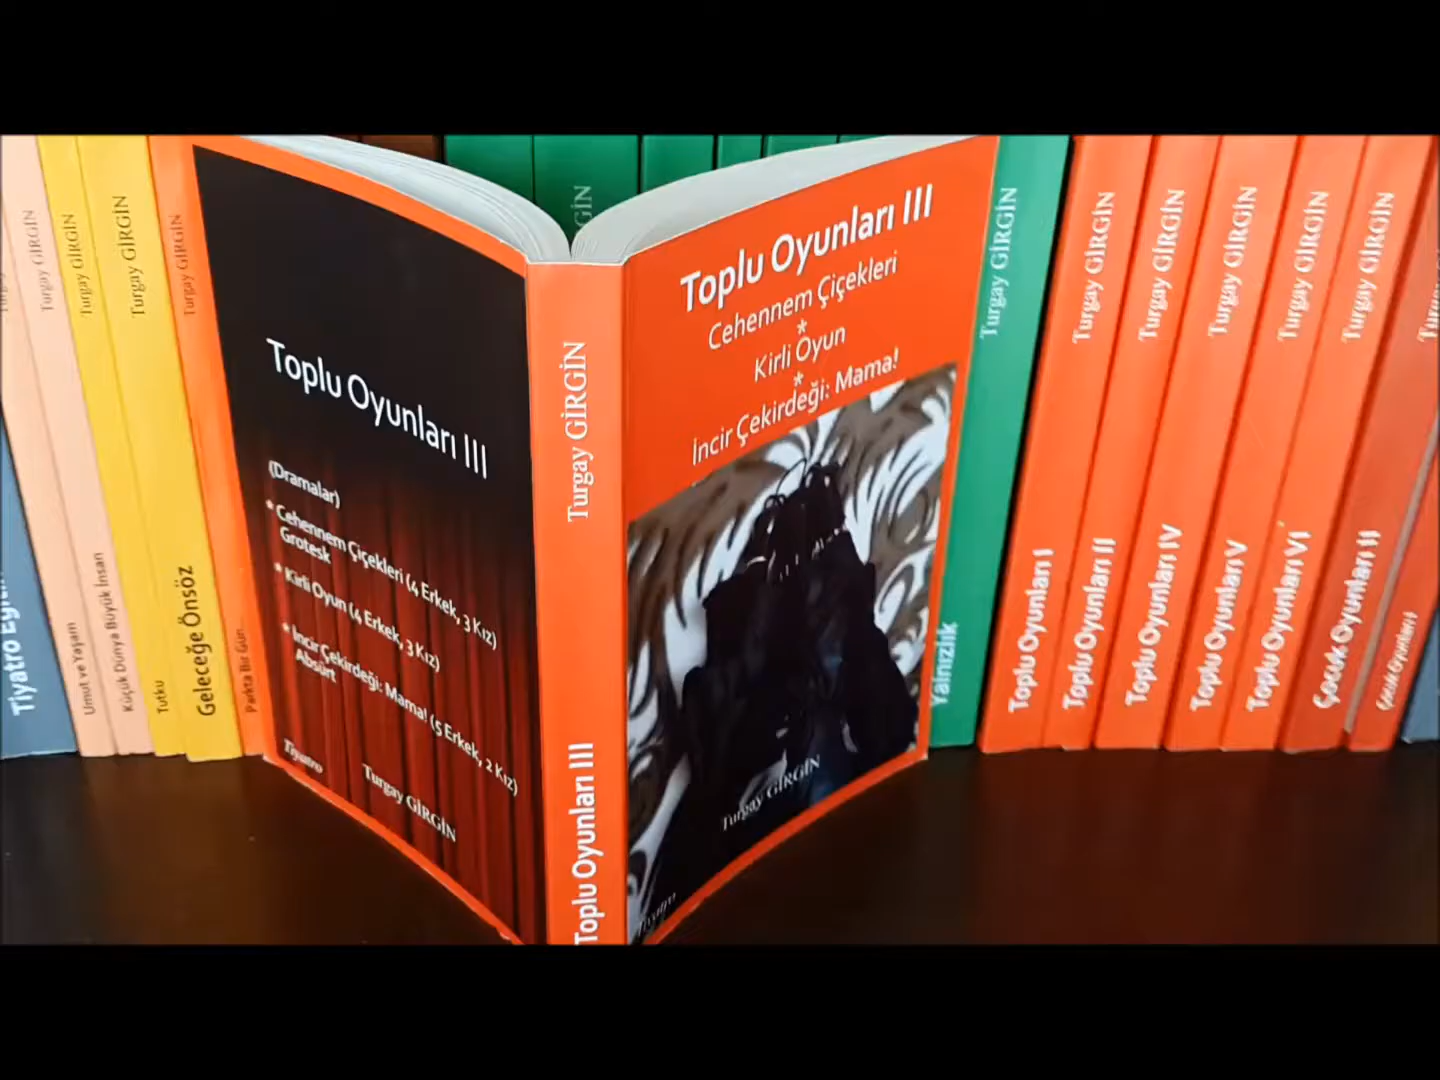 Turgay GİRGİN
Turgay GİRGİN
Turgay GİRGİN
Turgay GİRGİN
Tiyatro
Umut ve Yaşam
Küçük Dünya Büyük İnsan
Tutku
Geleceğe Önsöz
Parkta Bir Gün
Toplu Oyunları III
(Dramalar)
* Cehennem Çiçekleri (4 Erkek, 3 Kız)
Grotesk
* Kirli Oyun (4 Erkek, 3 Kız)
* İncir Çekirdeği: Mama! (5 Erkek, 2 Kız)
Absürt
Tiyatro
Turgay GİRGİN
Turgay GİRGİN
Toplu Oyunları III
Toplu Oyunları III
Cehennem Çiçekleri
*
Kirli Oyun
*
İncir Çekirdeği: Mama!
Turgay GİRGİN
Tiyatro
Turgay GİRGİN
Yalnızlık
Turgay GİRGİN
Toplu Oyunları I
Turgay GİRGİN
Toplu Oyunları II
Turgay GİRGİN
Toplu Oyunları IV
Turgay GİRGİN
Toplu Oyunları V
Turgay GİRGİN
Toplu Oyunları VI
Çocuk Oyunları II
Çocuk Oyunları I